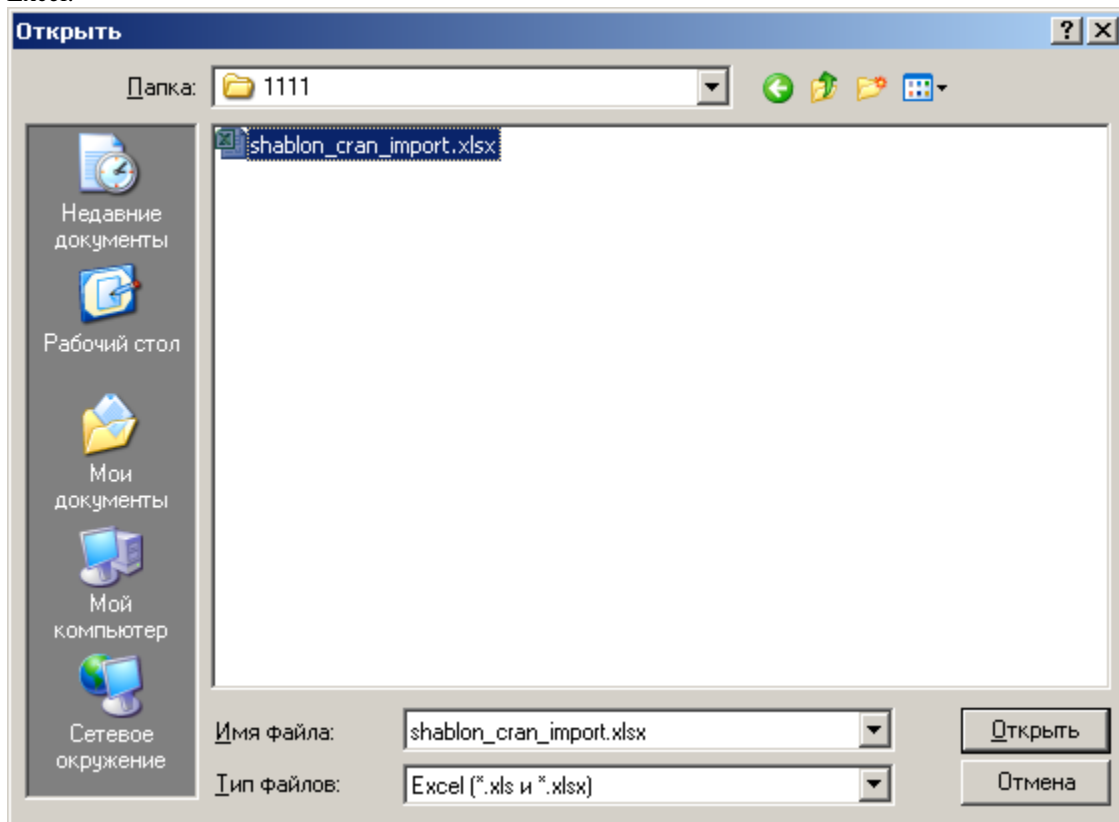 Excel.
Открыть
Папка:
1111
shablon_cran_import.xlsx
Недавние
документы
Рабочий стол
Мои
документы
Мой
компьютер
Сетевое
окружение
Имя файла:
shablon_cran_import.xlsx
Открыть
Тип файлов:
Excel (*.xls и *.xlsx)
Отмена